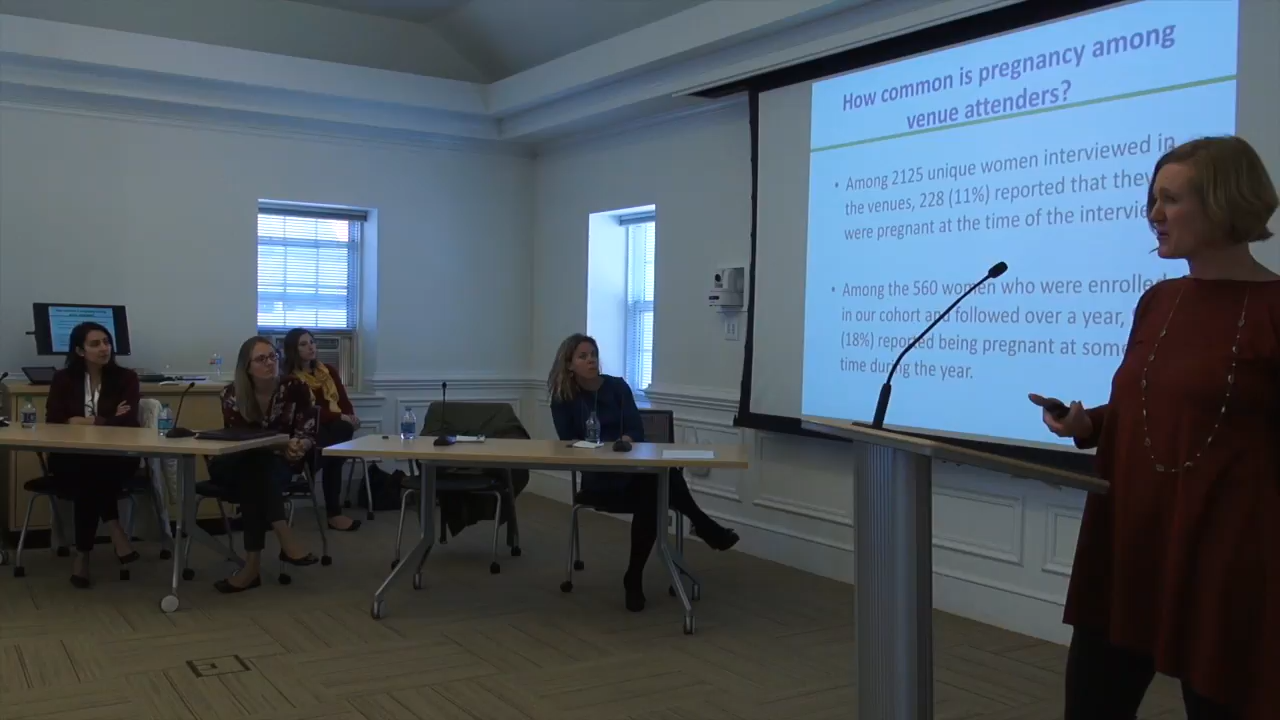 How common is pregnancy among
venue attenders?
• Among 2125 unique women interviewed in
the venues, 228 (11%) reported that they
were pregnant at the time of the
• Among the 560 women who were
in our cohort and followed over a year,
(18%) reported being pregnant at some
time during the year.